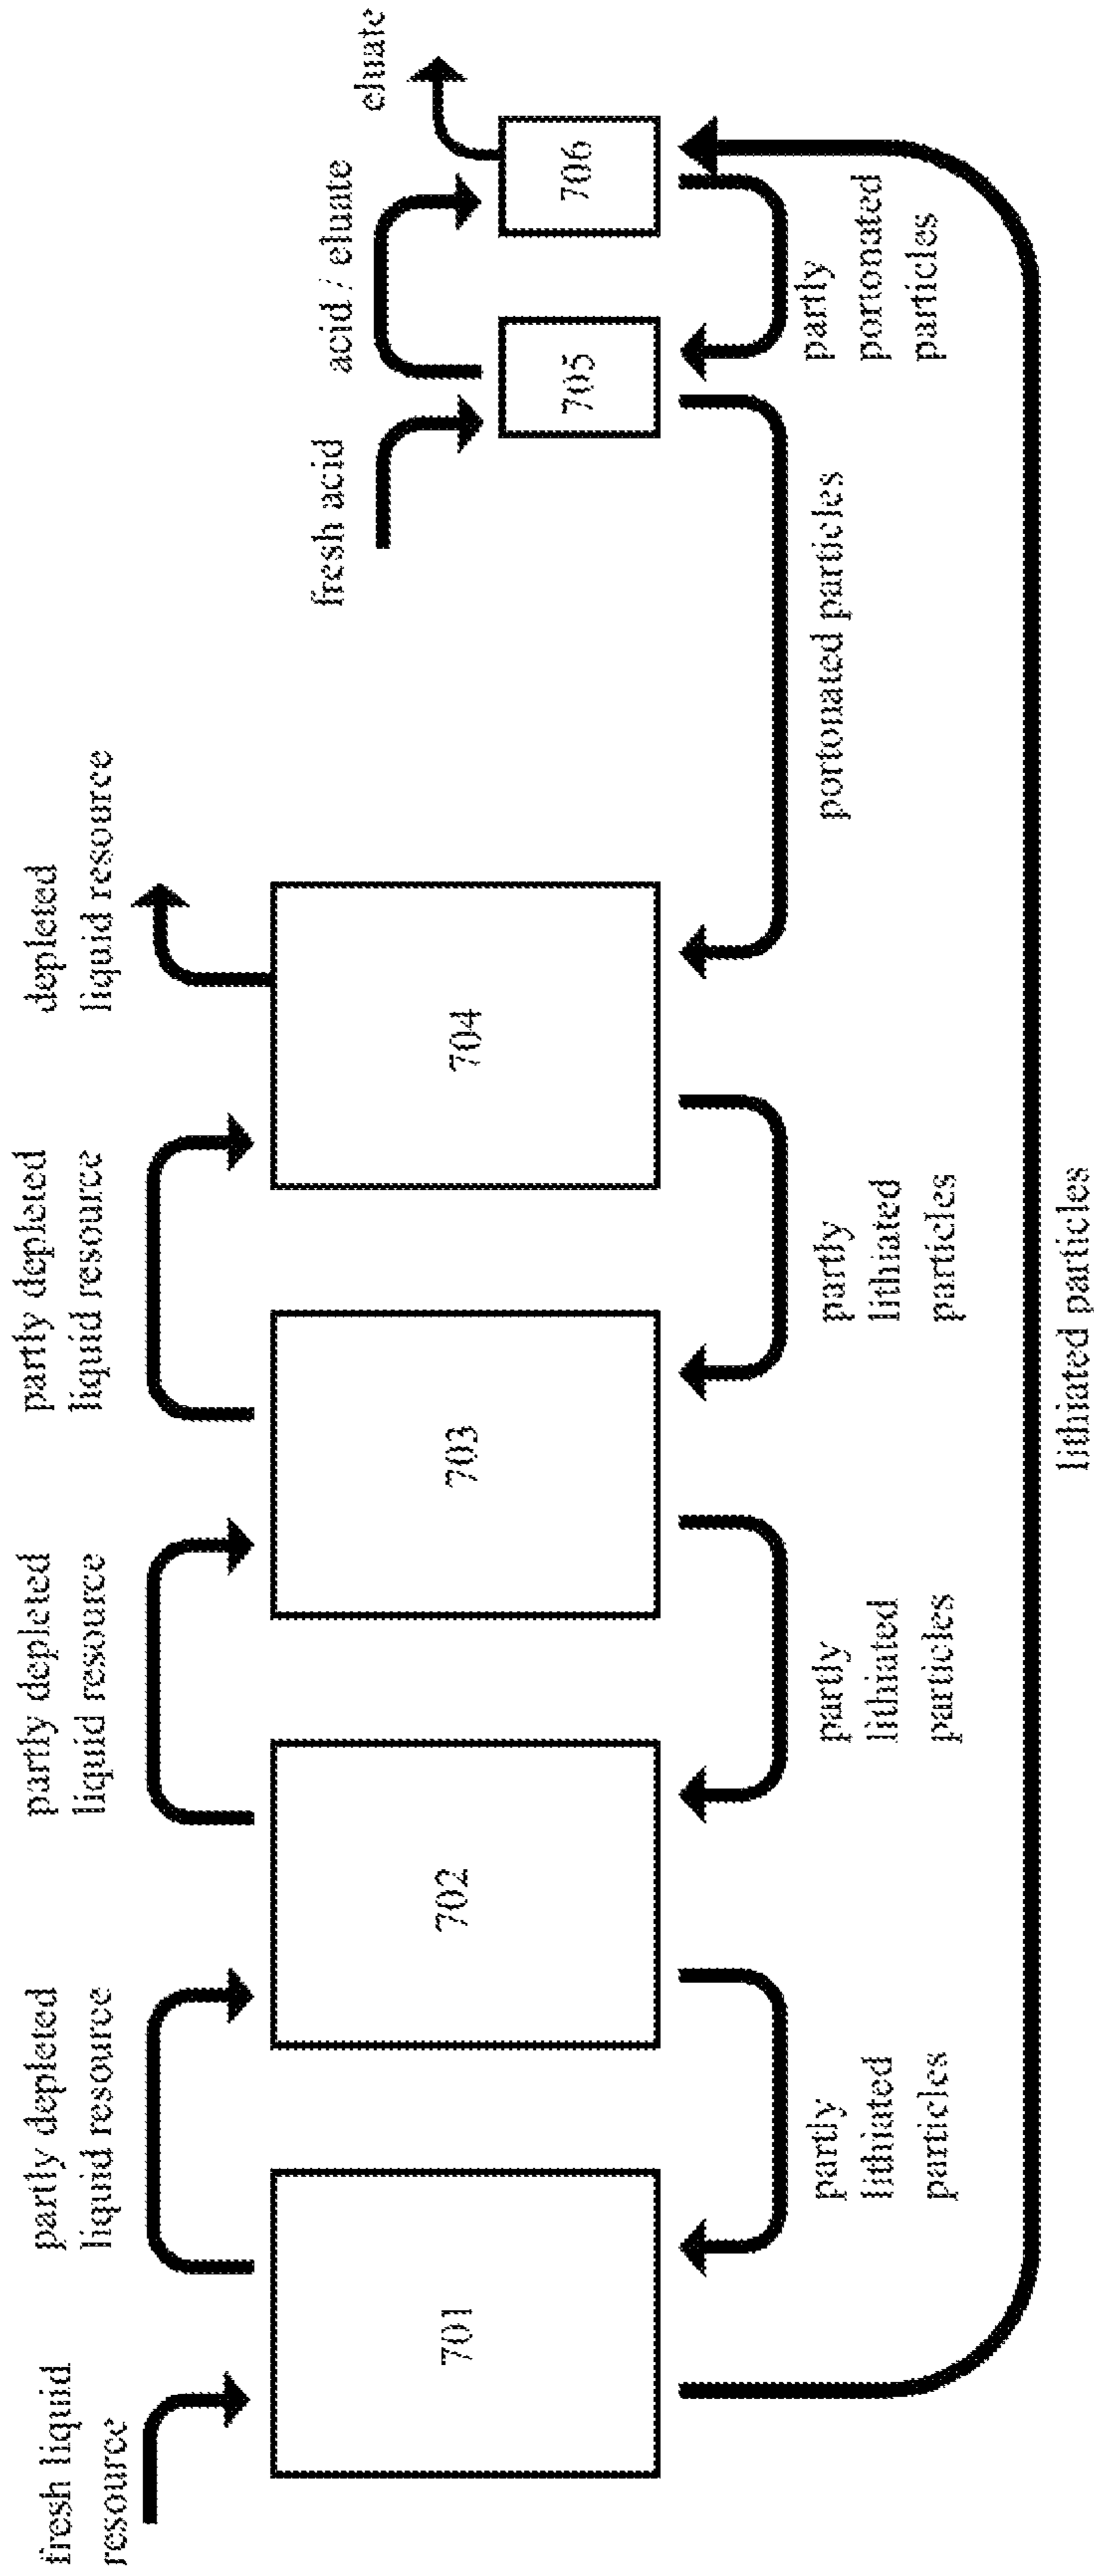 fresh liquid
resource
partly depleted
liquid resource
partly depleted
liquid resource
partly depleted
liquid resource
depleted
liquid resource
fresh acid
acid / eluate
eluate
701
702
703
704
705
706
partly
lithiated
particles
partly
lithiated
particles
partly
lithiated
particles
portonated particles
partly
portonated
particles
lithiated particles